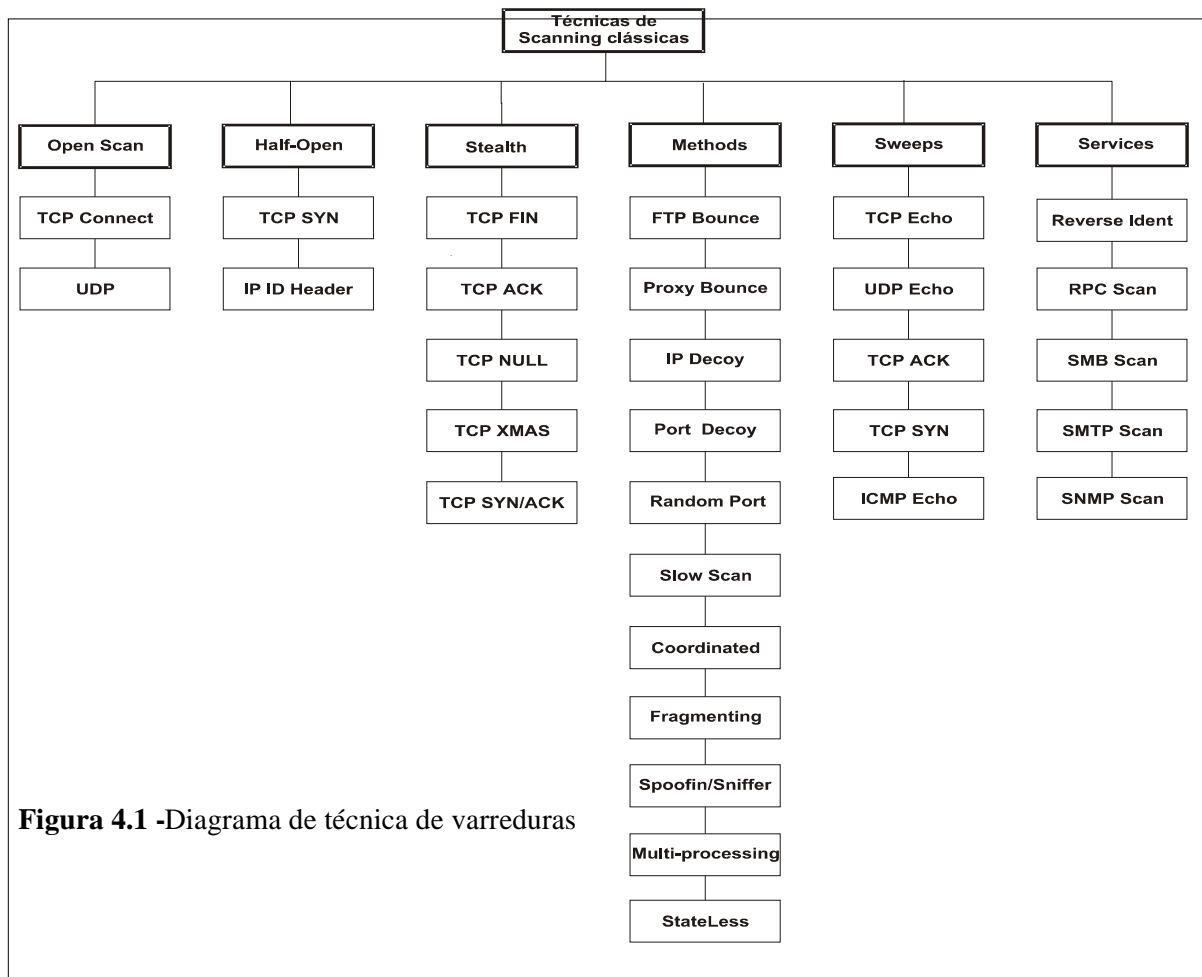 Técnicas de
Scanning clássicas
Open Scan
TCP Connect
UDP
Half-Open
TCP SYN
IP ID Header
Stealth
TCP FIN
TCP ACK
TCP NULL
TCP XMAS
TCP SYN/ACK
Methods
FTP Bounce
Proxy Bounce
IP Decoy
Port Decoy
Random Port
Slow Scan
Coordinated
Fragmenting
Spoofin/Sniffer
Multi-processing
StateLess
Sweeps
TCP Echo
UDP Echo
TCP ACK
TCP SYN
ICMP Echo
Services
Reverse Ident
RPC Scan
SMB Scan
SMTP Scan
SNMP Scan
Figura 4.1 -Diagrama de técnica de varreduras